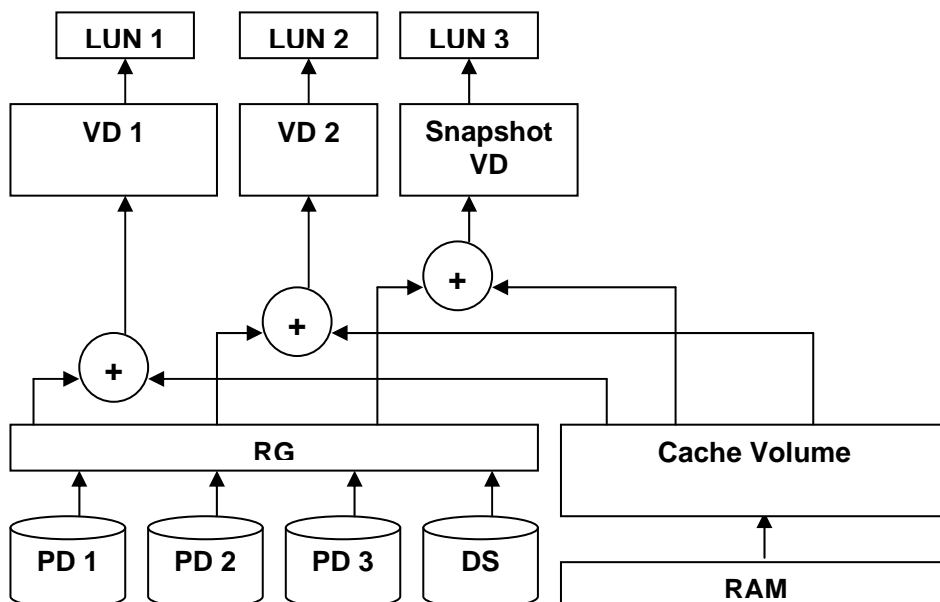 LUN 1
LUN 2
LUN 3
VD 1
VD 2
Snapshot
VD
+
+
+
RG
Cache Volume
PD 1
PD 2
PD 3
DS
RAM